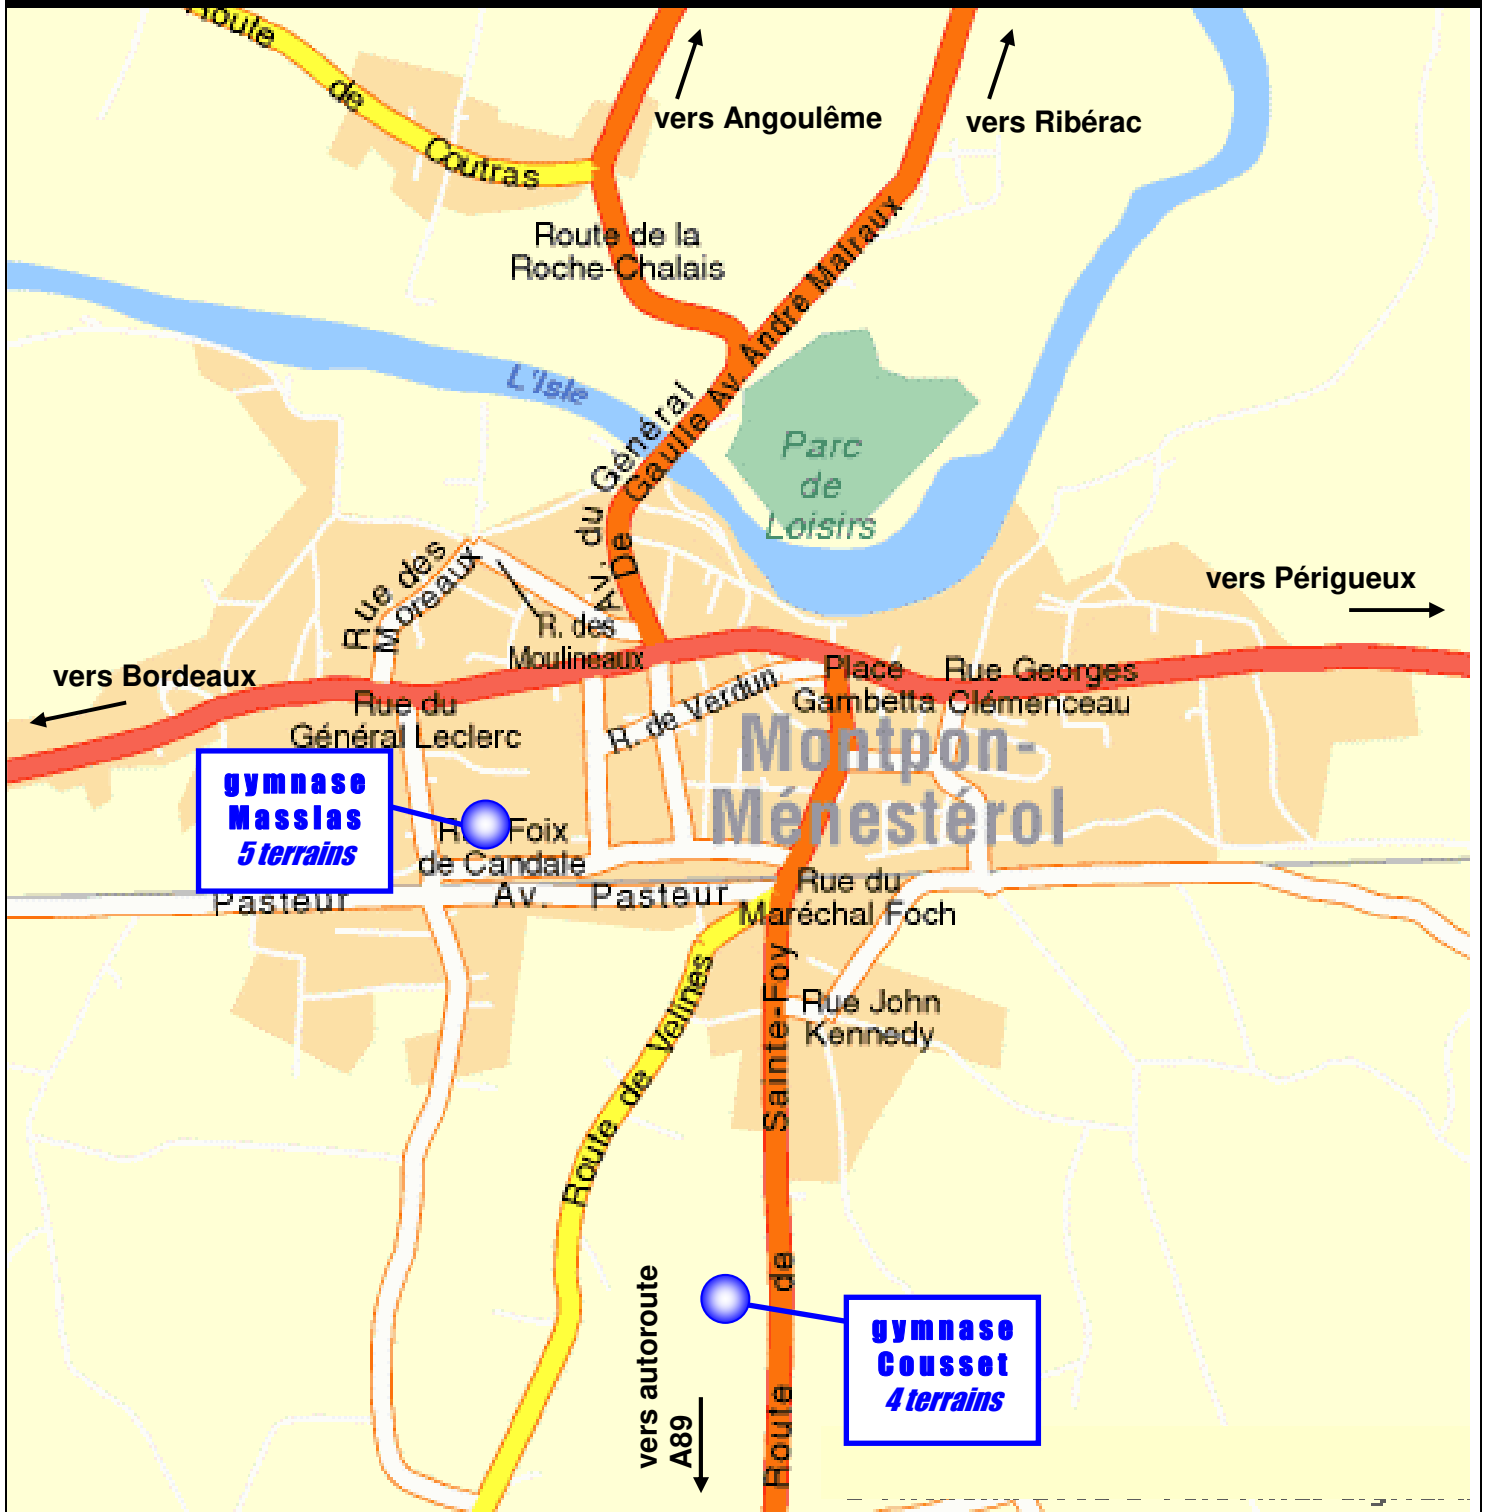 Route
de
Coutras
vers Angoulême
vers Ribérac
Route de la
Roche-Chalais
Av. André Malraux
L'Isle
Av. du Général
De Gaulle
Parc
de
Loisirs
Rue des
Moreaux
R. des
Moulineaux
vers Périgueux
vers Bordeaux
Place
Gambetta
Rue Georges
Clémenceau
R. de Verdun
Rue du
Général Leclerc
Montpon-
Ménestérol
gymnase
Massias
5 terrains
Foix
de Candale
Pasteur
Av. Pasteur
Rue du
Maréchal Foch
Rue John
Kennedy
Route de Velines
Route de Sainte-Foy
vers autoroute
A89
gymnase
Cousset
4 terrains